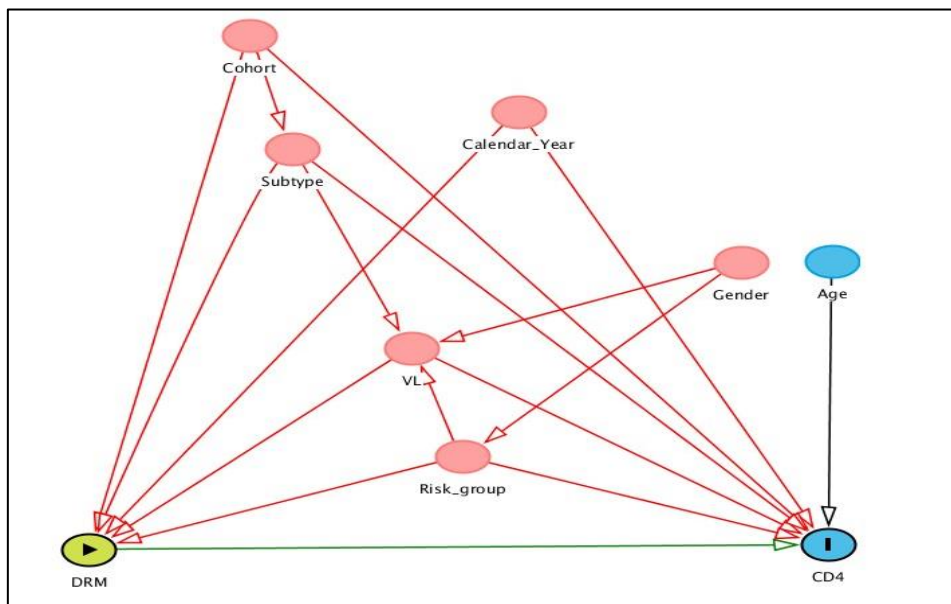 Cohort
Calendar_Year
Subtype
Gender
Age
VL
Risk_group
DRM
CD4